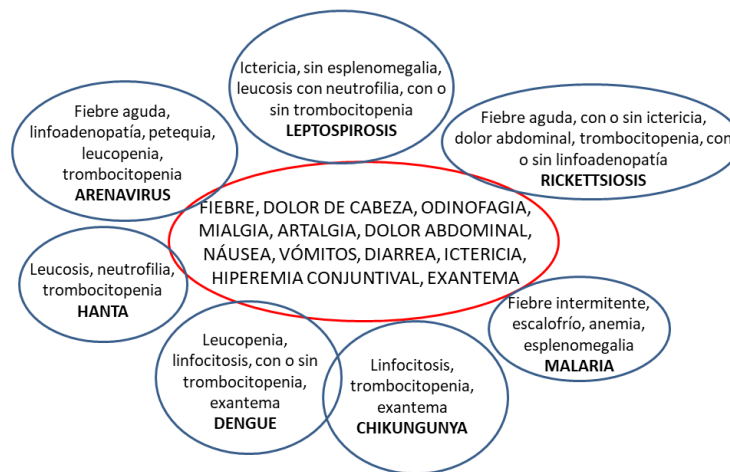 Ictericia, sin esplenomegalia,
leucosis con neutrofilia, con o
sin trombocitopenia
LEPTOSPIROSIS
Fiebre aguda,
linfoadenopatía, petequia,
leucopenia,
trombocitopenia
ARENAVIRUS
Fiebre aguda, con o sin ictericia,
dolor abdominal, trombocitopenia, con
o sin linfoadenopatía
RICKETTSIOSIS
FIEBRE, DOLOR DE CABEZA, ODINOFAGIA,
MIALGIA, ARTALGIA, DOLOR ABDOMINAL,
NÁUSEA, VÓMITOS, DIARREA, ICTERICIA,
HIPEREMIA CONJUNTIVAL, EXANTEMA
Leucosis, neutrofilia,
trombocitopenia
HANTA
Fiebre intermitente,
escalofrío, anemia,
esplenomegalia
MALARIA
Leucopenia,
linfocitosis, con o sin
trombocitopenia,
exantema
DENGUE
Linfocitosis,
trombocitopenia,
exantema
CHIKUNGUNYA